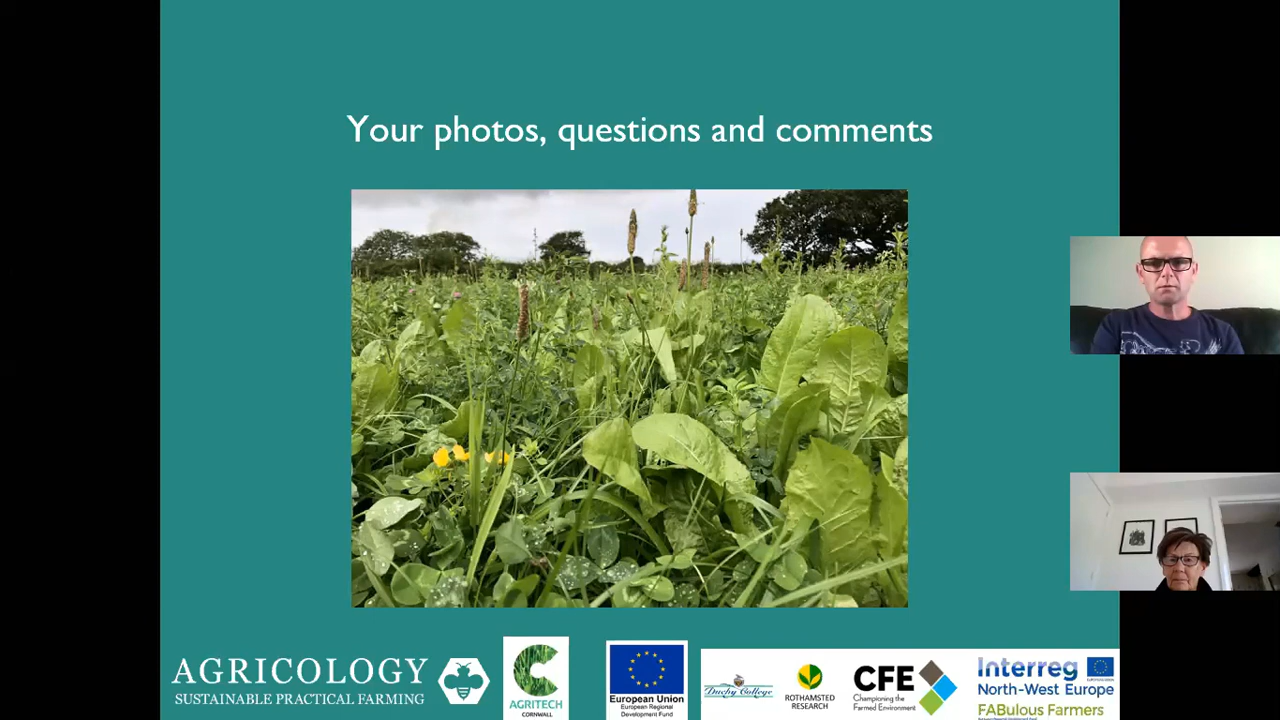 Your photos, questions and comments
AGRICOLOGY
SUSTAINABLE PRACTICAL FARMING
AGRITECH
CORNWALL
European Union
European Regional
Development Fund
Duchy College
ROTHAMSTED
RESEARCH
CFE
Championing the
Farmed Environment
Interreg
North-West Europe
FABulous Farmers